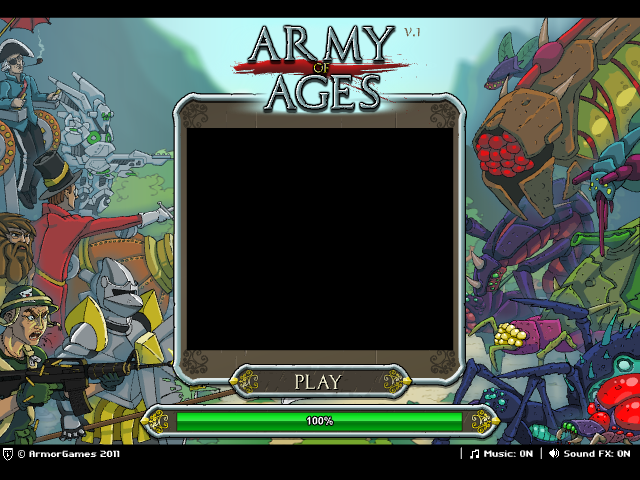 ARMY
OF
AGES
V.1
PLAY
100%
© ArmorGames 2011
Music: ON
Sound FX: ON